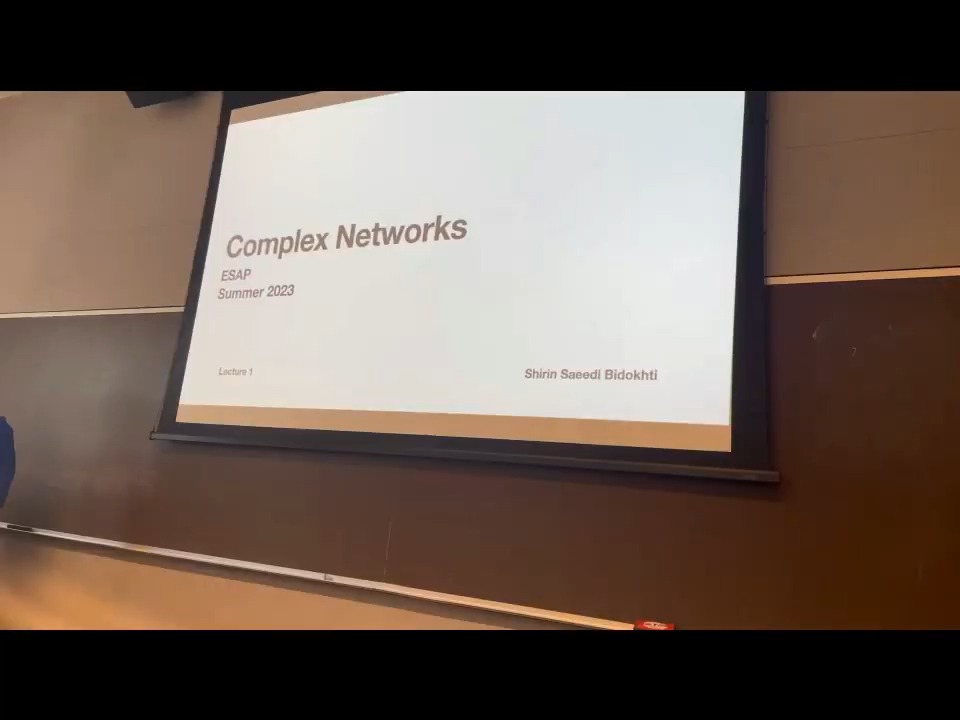 Complex Networks
ESAP
Summer 2023
Lecture 1
Shirin Saeedi Bidokhti